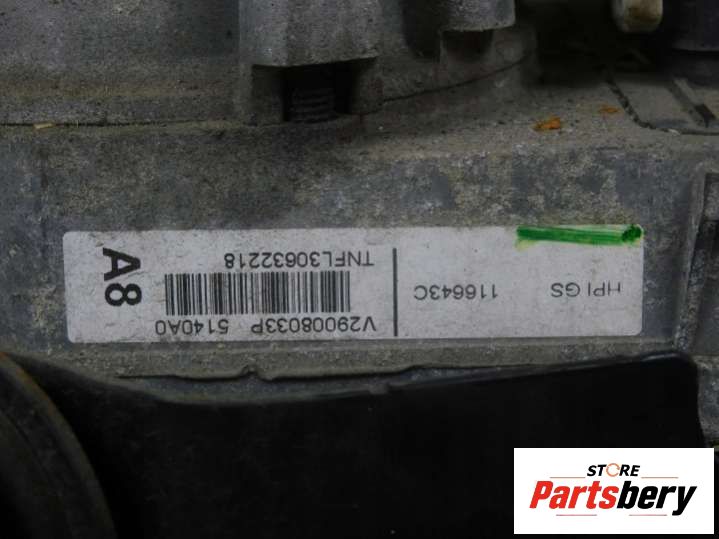 HPI GS
116643C
V29008033P 5140A0
TNFL30632218
A8
STORE
Partsbery